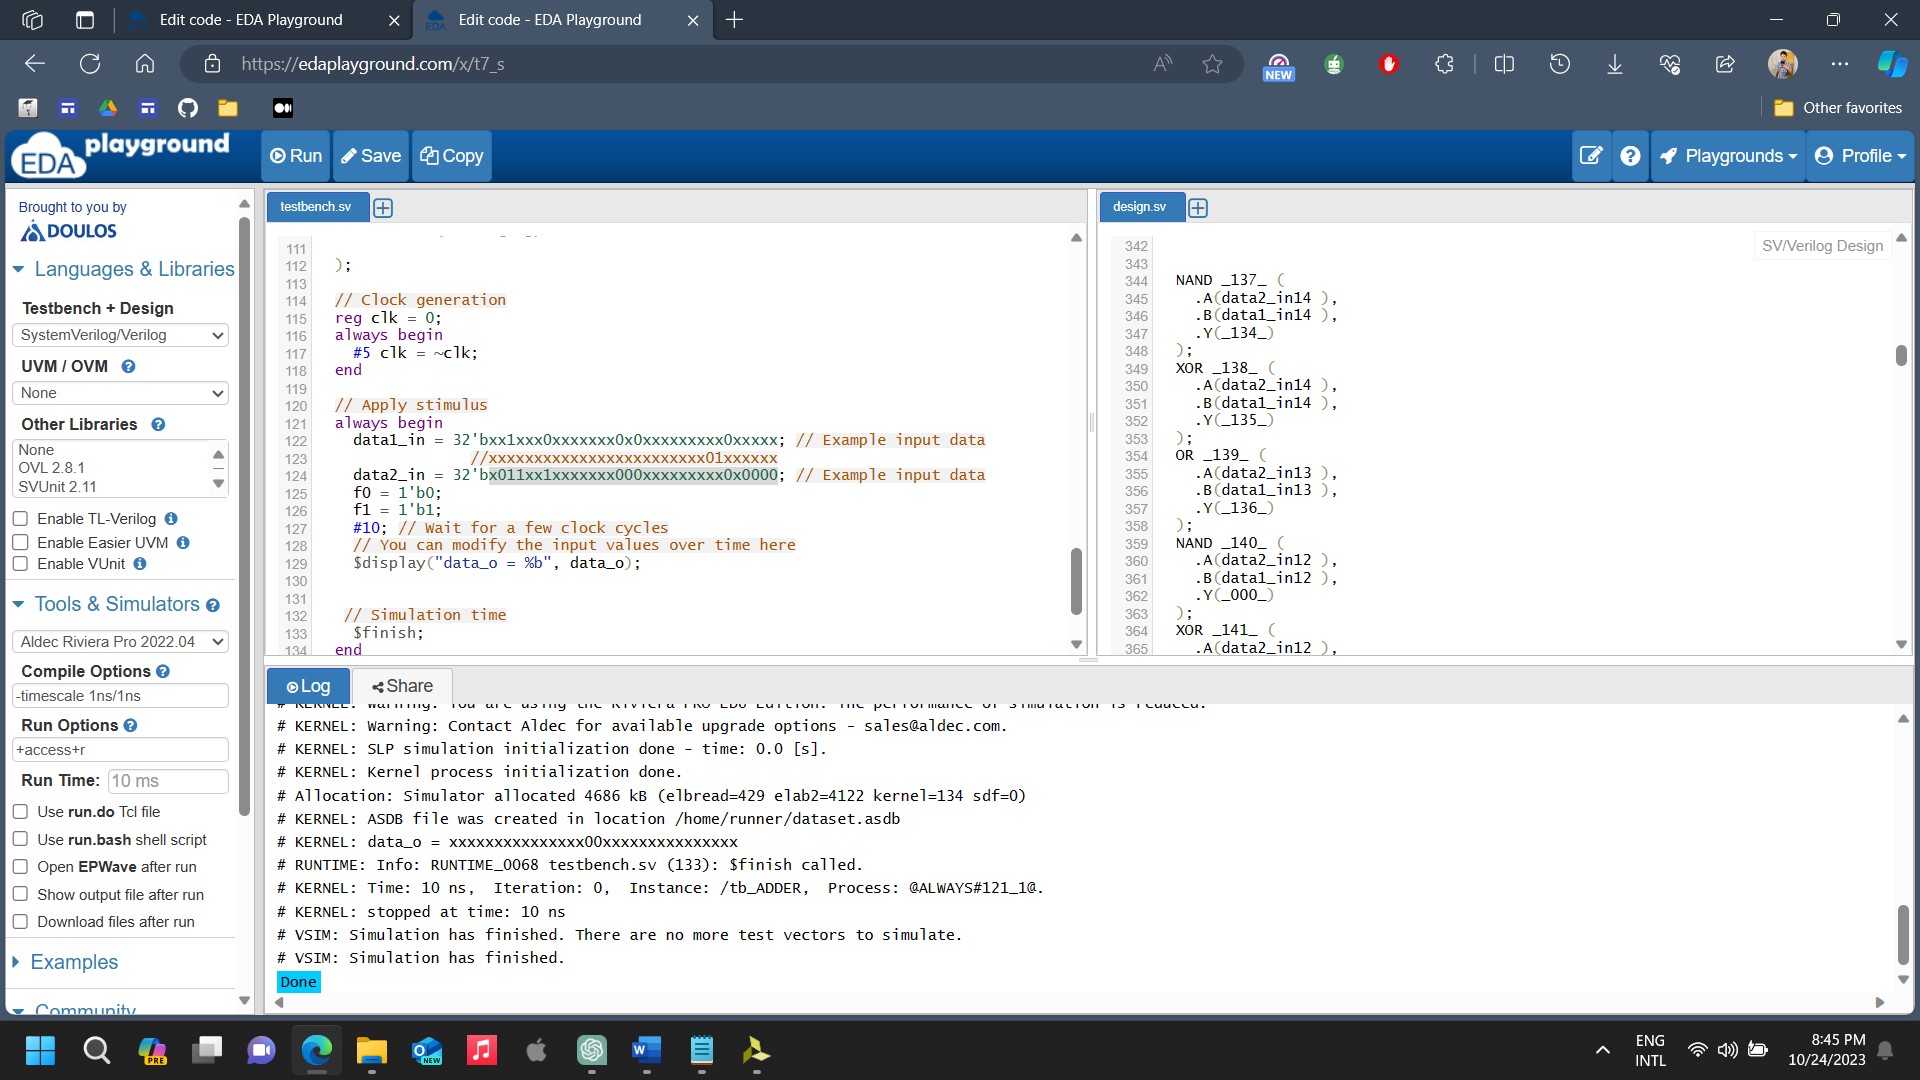 Edit code - EDA Playground
Edit code - EDA Playground
https://edaplayground.com/x/t7_s
NEW
Other favorites
EDA playground
Run
Save
Copy
Playgrounds
Profile
Brought to you by
DOULOS
Languages & Libraries
Testbench + Design
SystemVerilog/Verilog
UVM / OVM
None
Other Libraries
None
OVL 2.8.1
SVUnit 2.11
Enable TL-Verilog
Enable Easier UVM
Enable VUnit
Tools & Simulators
Aldec Riviera Pro 2022.04
Compile Options
-timescale 1ns/1ns
Run Options
+access+r
Run Time: 10 ms
Use run.do Tcl file
Use run.bash shell script
Open EPWave after run
Show output file after run
Download files after run
Examples
Community
testbench.sv
111
112 );
113
114 // Clock generation
115 reg clk = 0;
116 always begin
117 #5 clk = ~clk;
118 end
119
120 // Apply stimulus
121 always begin
122 data1_in = 32'bxx1xxx0xxxxxxx0x0xxxxxxxxx0xxxxx; // Example input data
123 //xxxxxxxxxxxxxxxxxxxxxxxx01xxxxxx
124 data2_in = 32'bx011xx1xxxxxxx000xxxxxxxxx0x0000; // Example input data
125 f0 = 1'b0;
126 f1 = 1'b1;
127 #10; // Wait for a few clock cycles
128 // You can modify the input values over time here
129 $display("data_o = %b", data_o);
130
131
132 // Simulation time
133 $finish;
134 end
design.sv
SV/Verilog Design
342
343
344 NAND _137_ (
345 .A(data2_in14 ),
346 .B(data1_in14 ),
347 .Y(_134_)
348 );
349 XOR _138_ (
350 .A(data2_in14 ),
351 .B(data1_in14 ),
352 .Y(_135_)
353 );
354 OR _139_ (
355 .A(data2_in13 ),
356 .B(data1_in13 ),
357 .Y(_136_)
358 );
359 NAND _140_ (
360 .A(data2_in12 ),
361 .B(data1_in12 ),
362 .Y(_000_)
363 );
364 XOR _141_ (
365 .A(data2_in12 ),
Log
Share
# KERNEL: Warning: You are using the Riviera-PRO EDU Edition. The performance of simulation is reduced.
# KERNEL: Warning: Contact Aldec for available upgrade options - sales@aldec.com.
# KERNEL: SLP simulation initialization done - time: 0.0 [s].
# KERNEL: Kernel process initialization done.
# Allocation: Simulator allocated 4686 kB (elbread=429 elab2=4122 kernel=134 sdf=0)
# KERNEL: ASDB file was created in location /home/runner/dataset.asdb
# KERNEL: data_o = xxxxxxxxxxxxxxx00xxxxxxxxxxxxxxx
# RUNTIME: Info: RUNTIME_0068 testbench.sv (133): $finish called.
# KERNEL: Time: 10 ns, Iteration: 0, Instance: /tb_ADDER, Process: @ALWAYS#121_1@.
# KERNEL: stopped at time: 10 ns
# VSIM: Simulation has finished. There are no more test vectors to simulate.
# VSIM: Simulation has finished.
Done
PRE
NEW
ENG
INTL
8:45 PM
10/24/2023